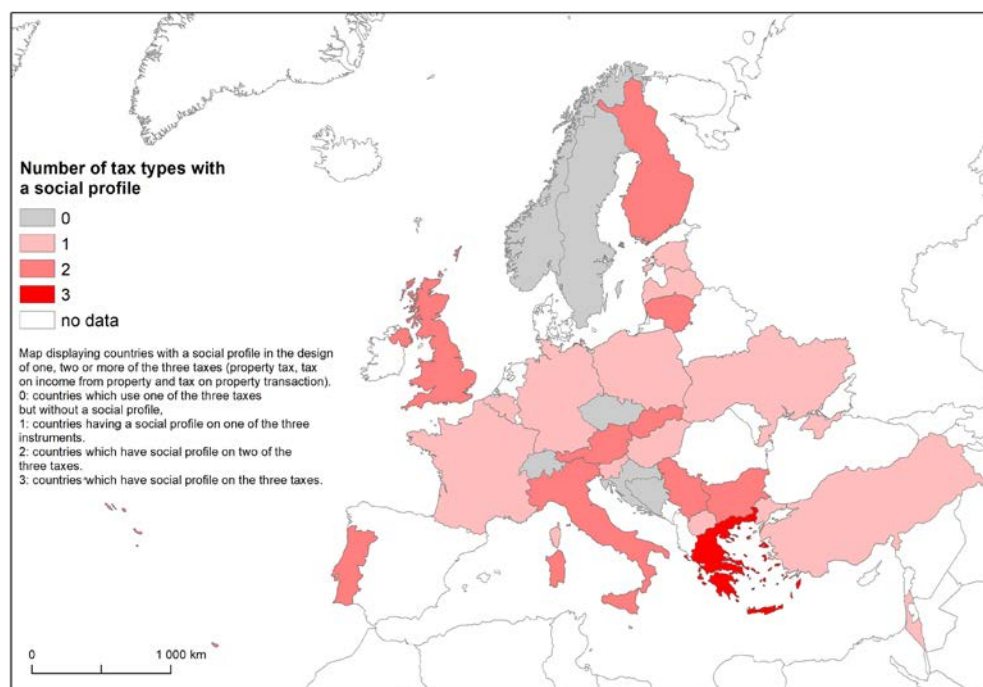 Number of tax types with
a social profile
0
1
2
3
no data
Map displaying countries with a social profile in the design
of one, two or more of the three taxes (property tax, tax
on income from property and tax on property transaction).
0: countries which use one of the three taxes
but without a social profile,
1: countries having a social profile on one of the three
instruments.
2: countries which have social profile on two of the
three taxes.
3: countries which have social profile on the three taxes.
0 1 000 km